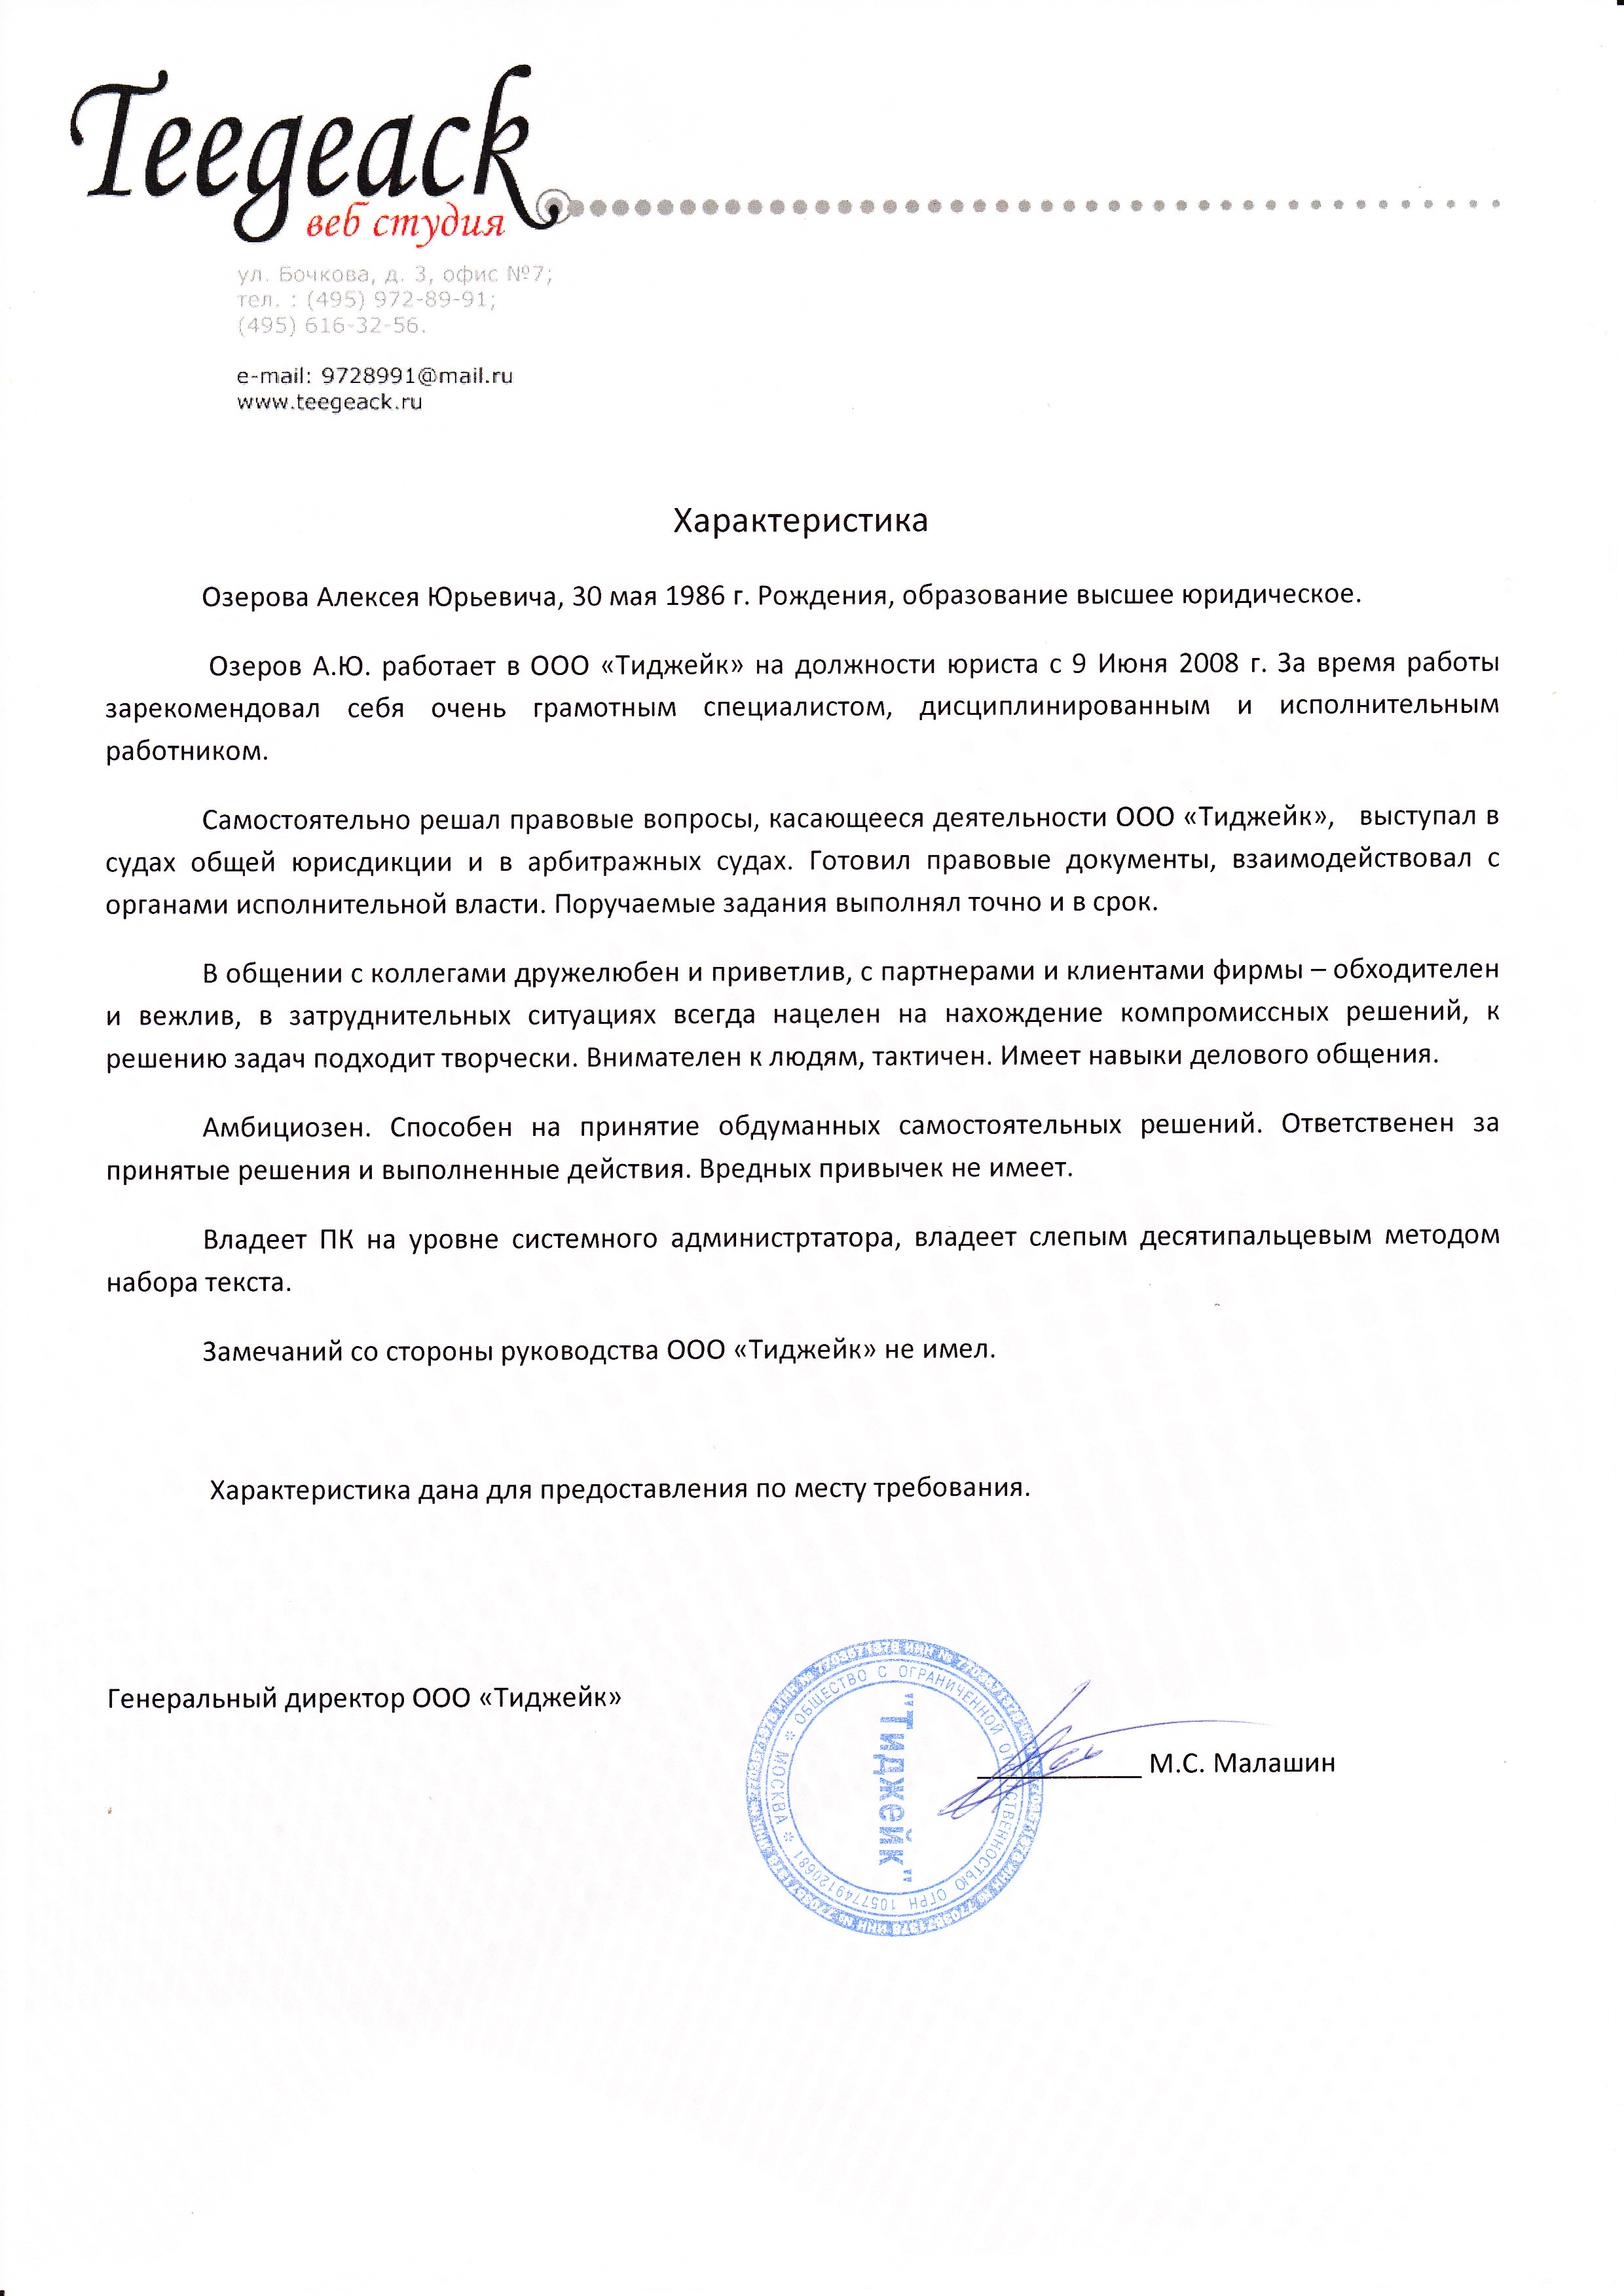 Teegeack
веб студия
ул. Бочкова, д. 3, офис №7;
тел. : (495) 972-89-91;
(495) 616-32-56.
e-mail: 9728991@mail.ru
www.teegeack.ru
Характеристика
Озерова Алексея Юрьевича, 30 мая 1986 г. Рождения, образование высшее юридическое.
Озеров А.Ю. работает в ООО «Тиджейк» на должности юриста с 9 Июня 2008 г. За время работы
зарекомендовал себя очень грамотным специалистом, дисциплинированным и исполнительным
работником.
Самостоятельно решал правовые вопросы, касающееся деятельности ООО «Тиджейк», выступал в
судах общей юрисдикции и в арбитражных судах. Готовил правовые документы, взаимодействовал с
органами исполнительной власти. Поручаемые задания выполнял точно и в срок.
В общении с коллегами дружелюбен и приветлив, с партнерами и клиентами фирмы – обходителен
и вежлив, в затруднительных ситуациях всегда нацелен на нахождение компромиссных решений, к
решению задач подходит творчески. Внимателен к людям, тактичен. Имеет навыки делового общения.
Амбициозен. Способен на принятие обдуманных самостоятельных решений. Ответственен за
принятые решения и выполненные действия. Вредных привычек не имеет.
Владеет ПК на уровне системного администртатора, владеет слепым десятипальцевым методом
набора текста.
Замечаний со стороны руководства ООО «Тиджейк» не имел.
Характеристика дана для предоставления по месту требования.
Генеральный директор ООО «Тиджейк»
М.С. Малашин
ОБЩЕСТВО С ОГРАНИЧЕННОЙ ОТВЕТСТВЕННОСТЬЮ ОГРН 1057749120681 * МОСКВА *
"Тиджейк"